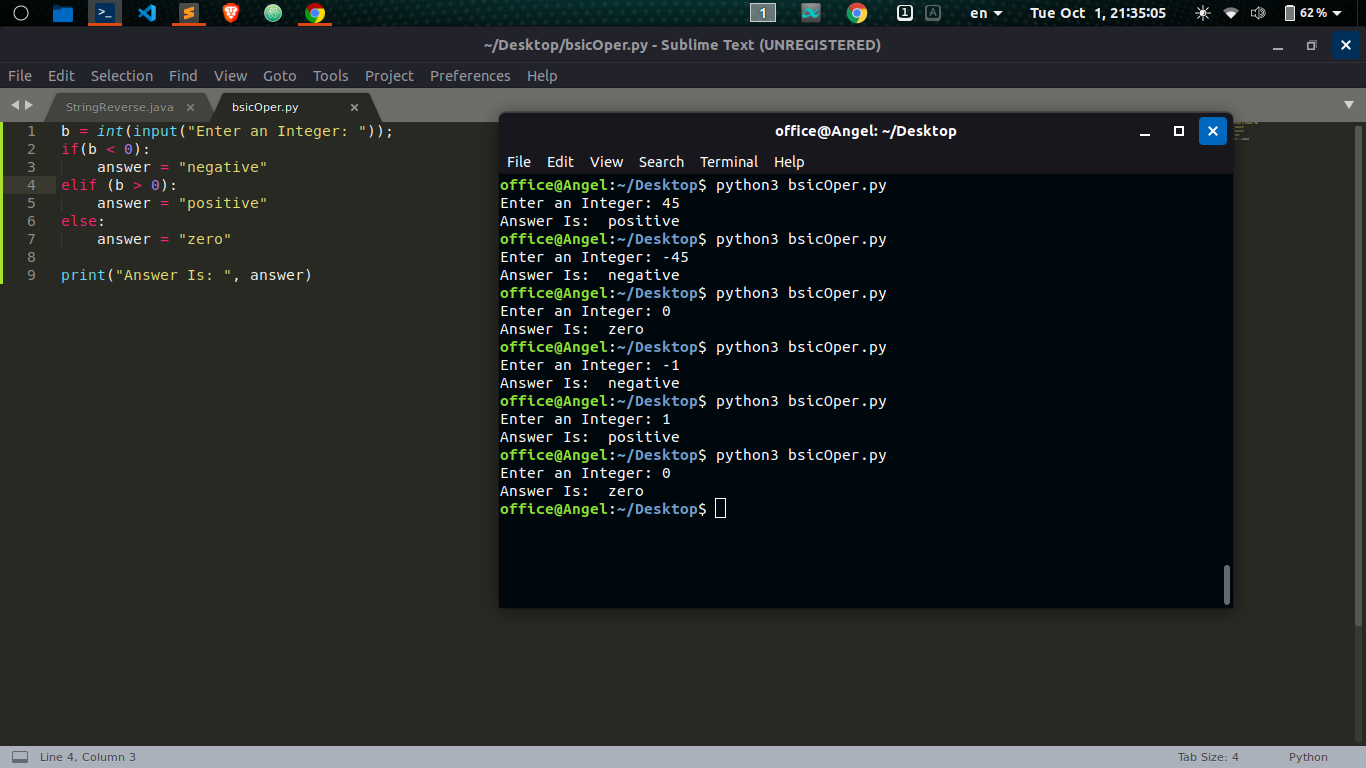 1
1
A
en
Tue Oct 1, 21:35:05
62 %
~/Desktop/bsicOper.py - Sublime Text (UNREGISTERED)
File Edit Selection Find View Goto Tools Project Preferences Help
StringReverse.java
bsicOper.py
1 b = int(input("Enter an Integer: "));
2 if(b < 0):
3     answer = "negative"
4 elif (b > 0):
5     answer = "positive"
6 else:
7     answer = "zero"
8
9 print("Answer Is: ", answer)
office@Angel: ~/Desktop
File Edit View Search Terminal Help
office@Angel:~/Desktop$ python3 bsicOper.py
Enter an Integer: 45
Answer Is:  positive
office@Angel:~/Desktop$ python3 bsicOper.py
Enter an Integer: -45
Answer Is:  negative
office@Angel:~/Desktop$ python3 bsicOper.py
Enter an Integer: 0
Answer Is:  zero
office@Angel:~/Desktop$ python3 bsicOper.py
Enter an Integer: -1
Answer Is:  negative
office@Angel:~/Desktop$ python3 bsicOper.py
Enter an Integer: 1
Answer Is:  positive
office@Angel:~/Desktop$ python3 bsicOper.py
Enter an Integer: 0
Answer Is:  zero
office@Angel:~/Desktop$
Line 4, Column 3
Tab Size: 4
Python